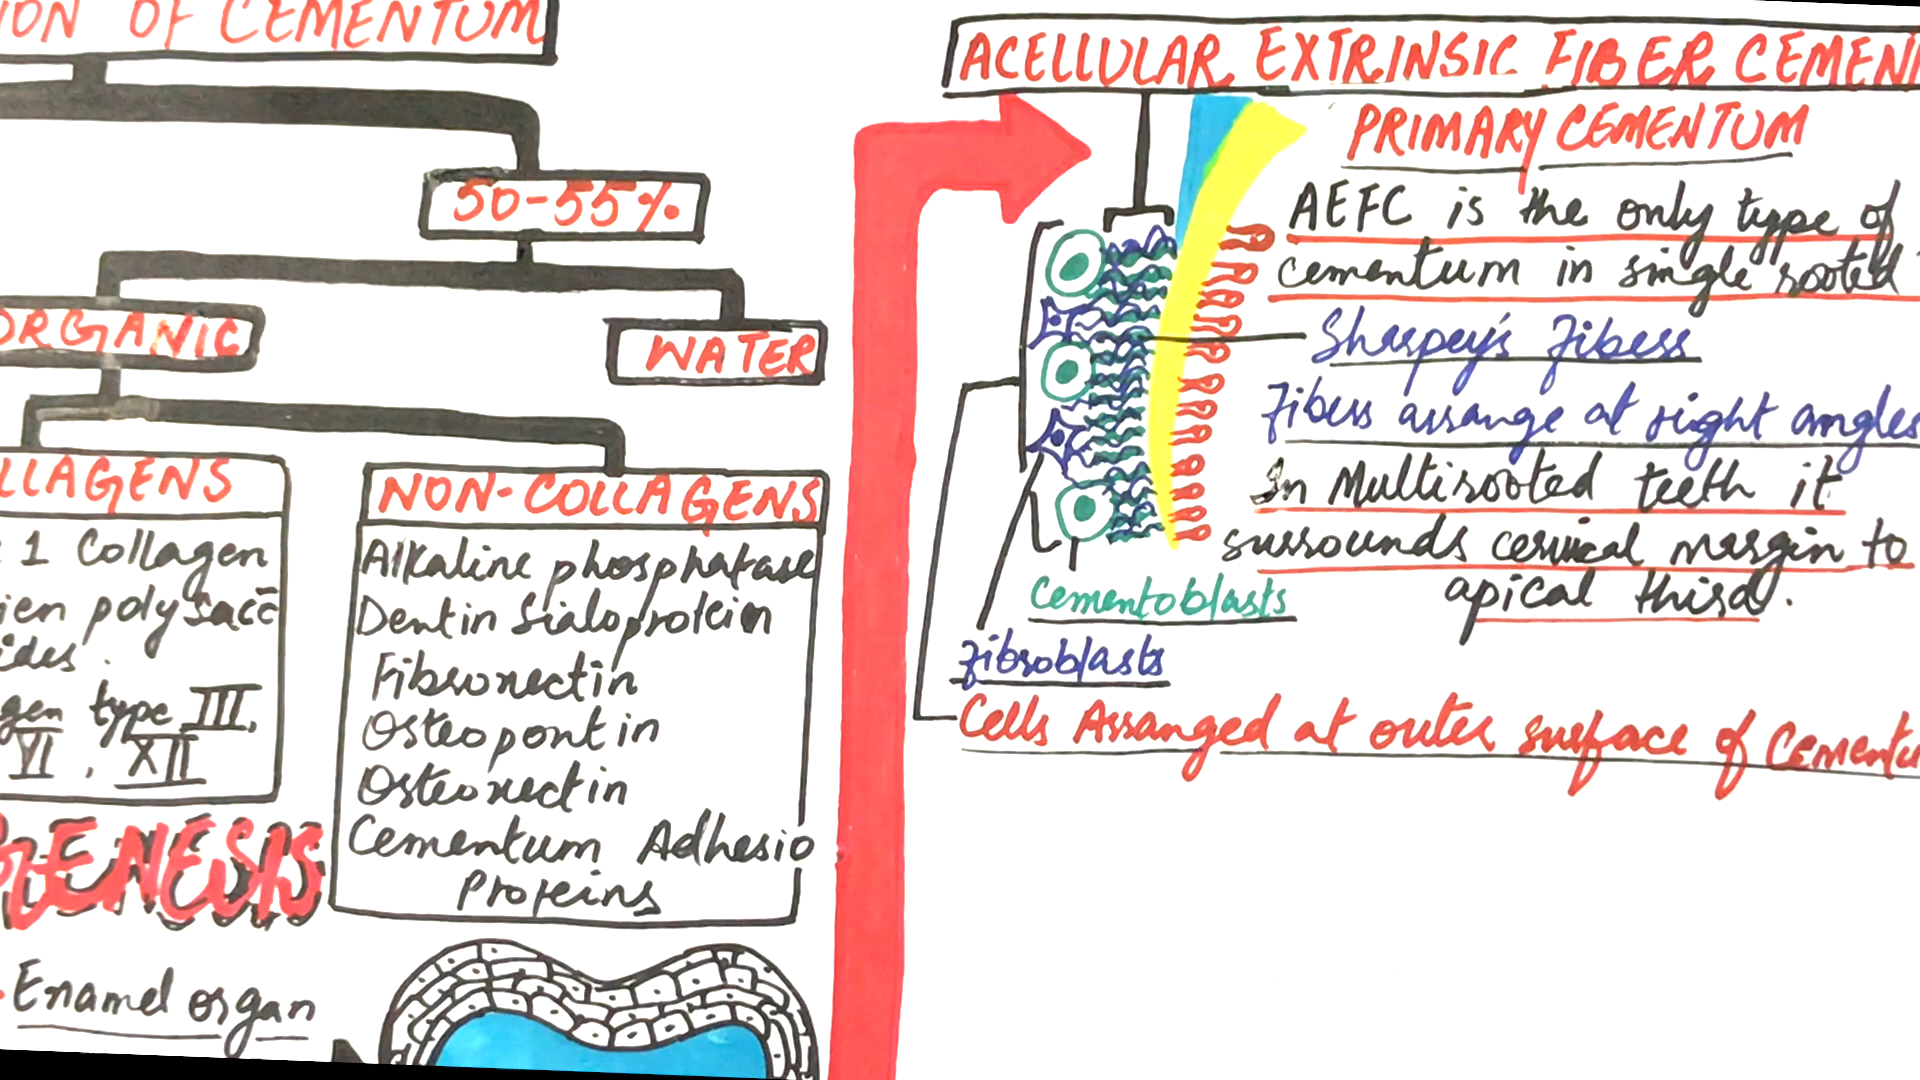 ION OF CEMENTUM
50-55%
ORGANIC
WATER
LLAGENS
1 Collagen
ien polysacc
ides.
gen type III,
VI, XII
NON-COLLAGENS
Alkaline phosphatase
Dentin Sialoprotein
Fibronectin
Osteopontin
Osteonectin
Cementum Adhesio
Proteins
GENESIS
Enamel organ
ACELLULAR EXTRINSIC FIBER CEMEN
PRIMARY CEMENTUM
AEFC is the only type of
cementum in single rooted
Sharpey's Fibers
Fibers arrange at right angles
In Multirooted teeth it
surrounds cervical margin to
apical third.
Cementoblasts
Fibroblasts
Cells Arranged at outer surface of Cementu